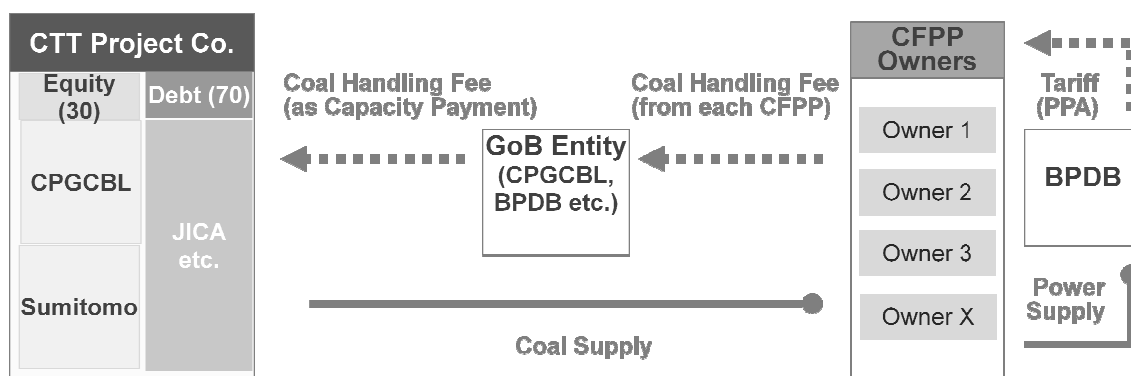 CTT Project Co.
Equity
(30)
Debt (70)
CPGCBL
Sumitomo
JICA
etc.
Coal Handling Fee
(as Capacity Payment)
GoB Entity
(CPGCBL,
BPDB etc.)
Coal Handling Fee
(from each CFPP)
Coal Supply
CFPP
Owners
Owner 1
Owner 2
Owner 3
Owner X
Tariff
(PPA)
BPDB
Power
Supply